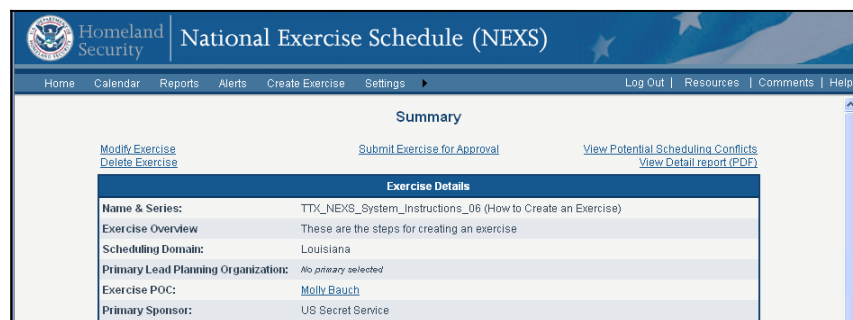 Homeland
Security
National Exercise Schedule (NEXS)
Home Calendar Reports Alerts Create Exercise Settings Log Out | Resources | Comments | Help
Summary
Modify Exercise Submit Exercise for Approval View Potential Scheduling Conflicts
Delete Exercise View Detail report (PDF)
Exercise Details
Name & Series: TTX_NEXS_System_Instructions_06 (How to Create an Exercise)
Exercise Overview These are the steps for creating an exercise
Scheduling Domain: Louisiana
Primary Lead Planning Organization: No primary selected
Exercise POC: Molly Bauch
Primary Sponsor: US Secret Service